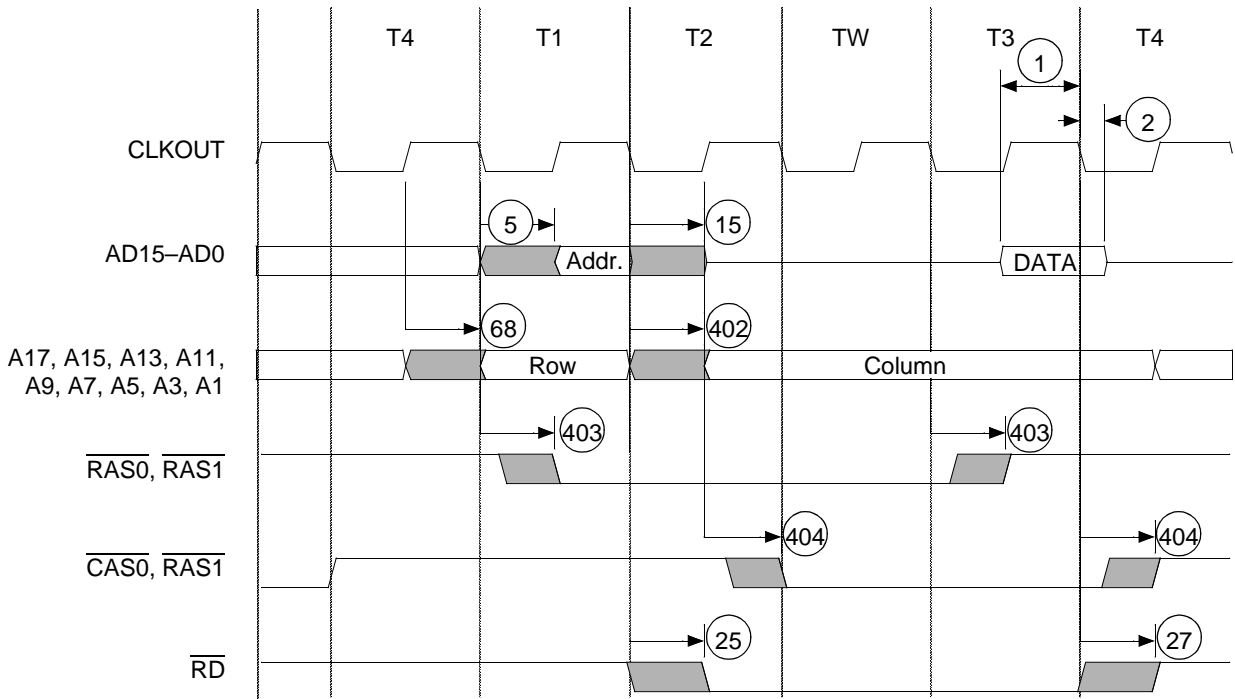 T4 T1 T2 TW T3 T4
1
2
CLKOUT
5 15
AD15–AD0 Addr. DATA
68 402
A17, A15, A13, A11,
A9, A7, A5, A3, A1
Row Column
403 403
RAS0, RAS1
404 404
CAS0, RAS1
25 27
RD